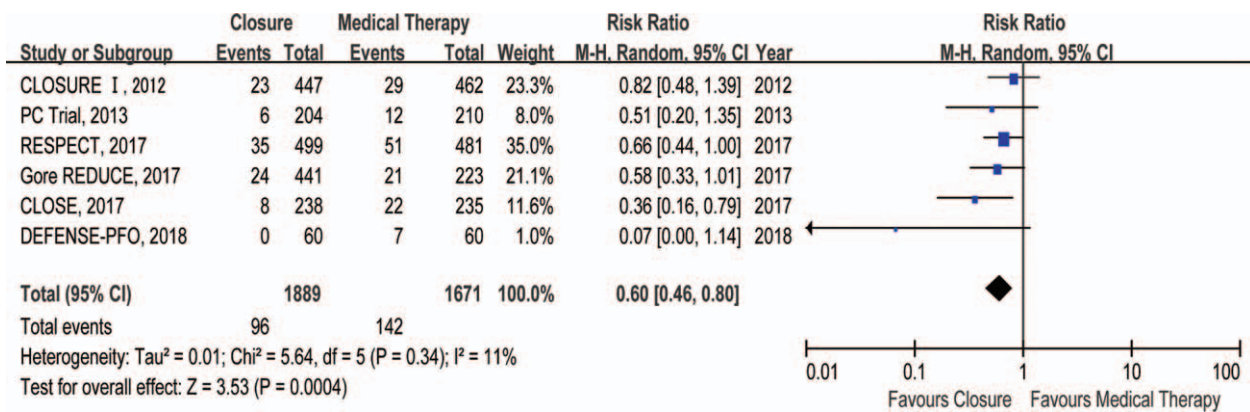 Closure Medical Therapy Risk Ratio Risk Ratio
Study or Subgroup Events Total Events Total Weight M-H, Random, 95% CI Year M-H, Random, 95% CI
CLOSURE I, 2012 23 447 29 462 23.3% 0.82 [0.48, 1.39] 2012
PC Trial, 2013 6 204 12 210 8.0% 0.51 [0.20, 1.35] 2013
RESPECT, 2017 35 499 51 481 35.0% 0.66 [0.44, 1.00] 2017
Gore REDUCE, 2017 24 441 21 223 21.1% 0.58 [0.33, 1.01] 2017
CLOSE, 2017 8 238 22 235 11.6% 0.36 [0.16, 0.79] 2017
DEFENSE-PFO, 2018 0 60 7 60 1.0% 0.07 [0.00, 1.14] 2018
Total (95% CI) 1889 1671 100.0% 0.60 [0.46, 0.80]
Total events 96 142
Heterogeneity: Tau² = 0.01; Chi² = 5.64, df = 5 (P = 0.34); I² = 11%
Test for overall effect: Z = 3.53 (P = 0.0004)
0.01 0.1 1 10 100
Favours Closure Favours Medical Therapy